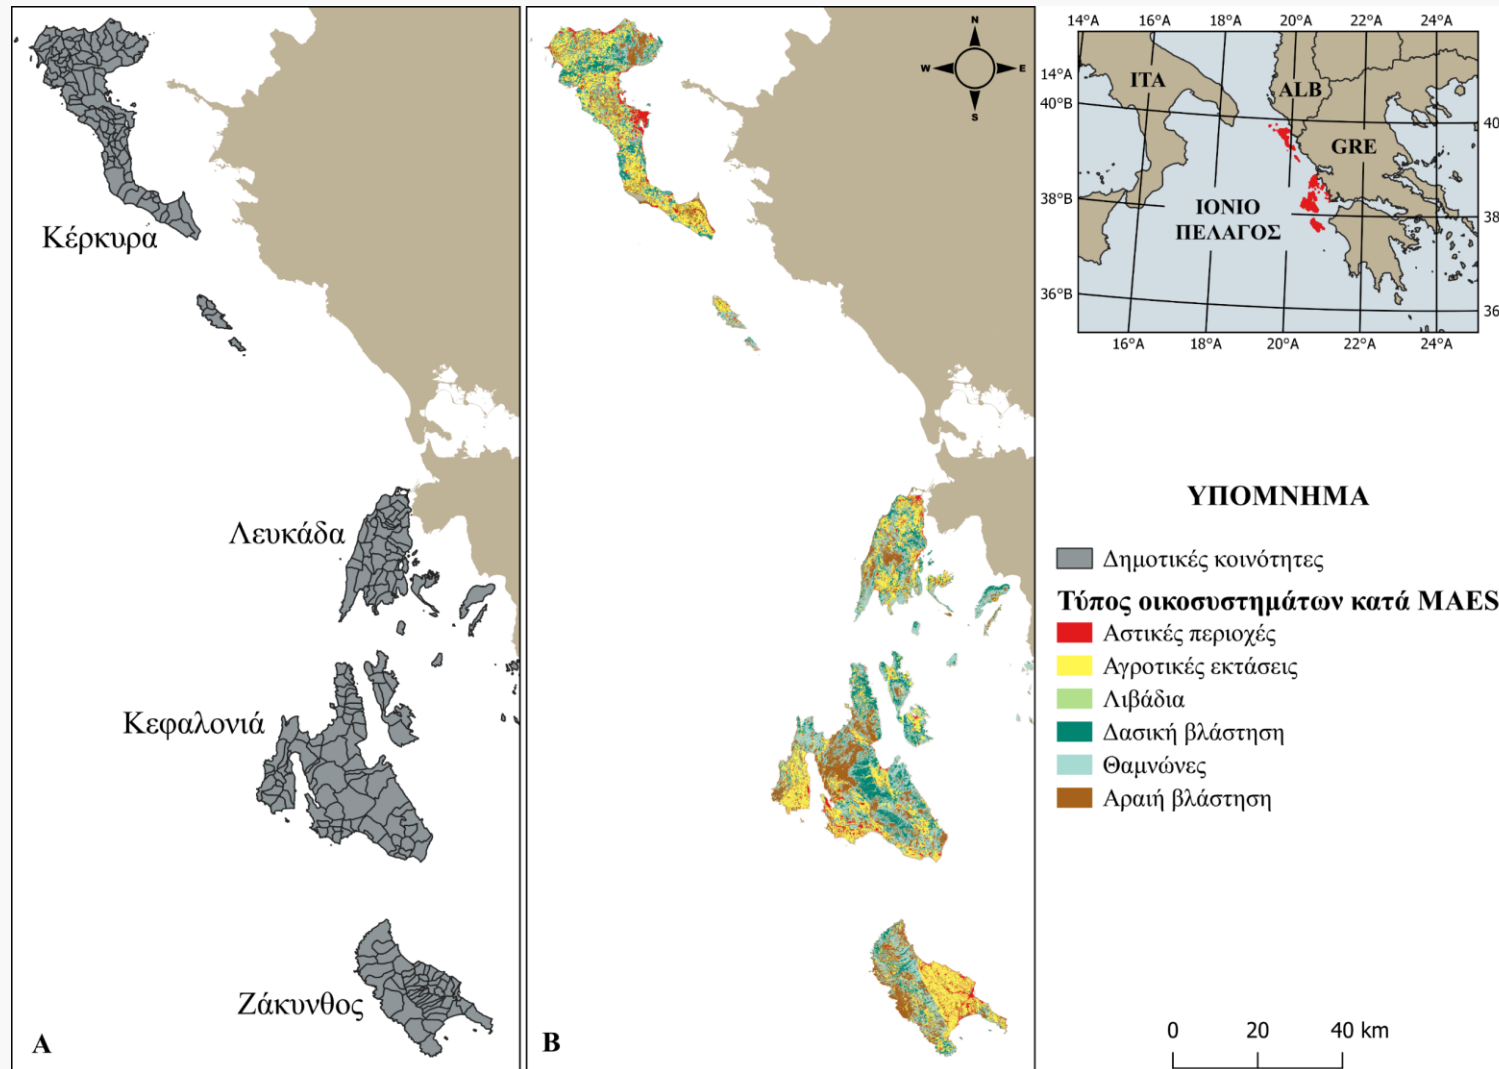 Κέρκυρα
Λευκάδα
Κεφαλονιά
Ζάκυνθος
A
N
W E
S
B
14°A 16°A 18°A 20°A 22°A 24°A
14°A
40°B
38°B
36°B
40
38
36
ITA
ALB
GRE
ΙΟΝΙΟ
ΠΕΛΑΓΟΣ
16°A 18°A 20°A 22°A 24°A
ΥΠΟΜΝΗΜΑ
Δημοτικές κοινότητες
Τύπος οικοσυστημάτων κατά MAES
Αστικές περιοχές
Αγροτικές εκτάσεις
Λιβάδια
Δασική βλάστηση
Θαμνώνες
Αραιή βλάστηση
0 20 40 km